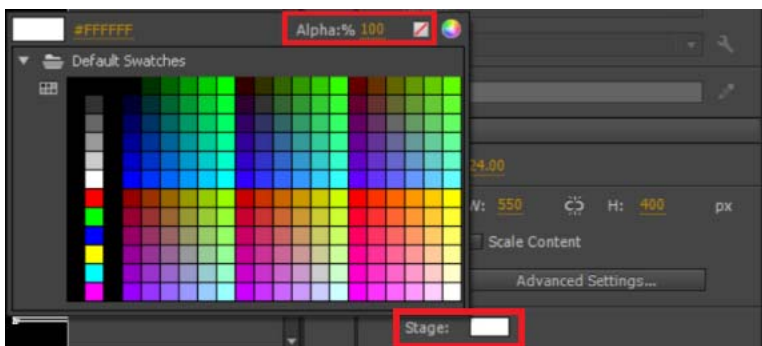 #FFFFFF Alpha:% 100
Default Swatches
24.00
W: 550 H: 400 px
Scale Content
Advanced Settings...
Stage: